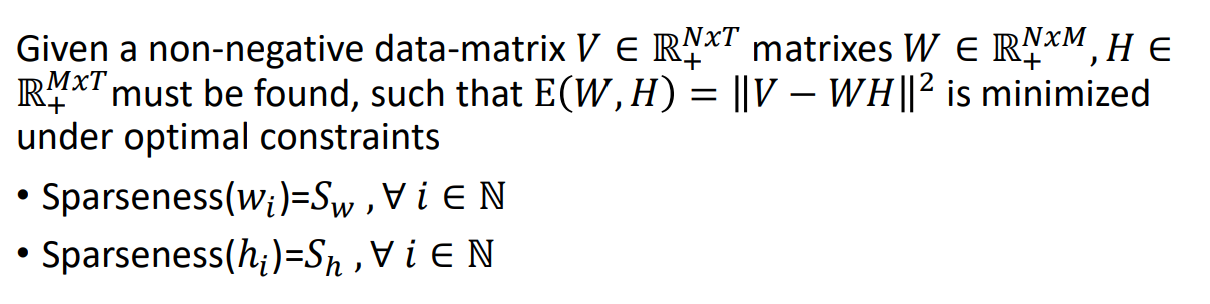 Given a non-negative data-matrix V ∈ ℝ₊ᴺˣᵀ matrixes W ∈ ℝ₊ᴺˣᴹ, H ∈
ℝ₊ᴹˣᵀ must be found, such that E(W, H) = ‖V − WH‖² is minimized
under optimal constraints
• Sparseness(wᵢ)=S_w , ∀ i ∈ ℕ
• Sparseness(hᵢ)=S_h , ∀ i ∈ ℕ